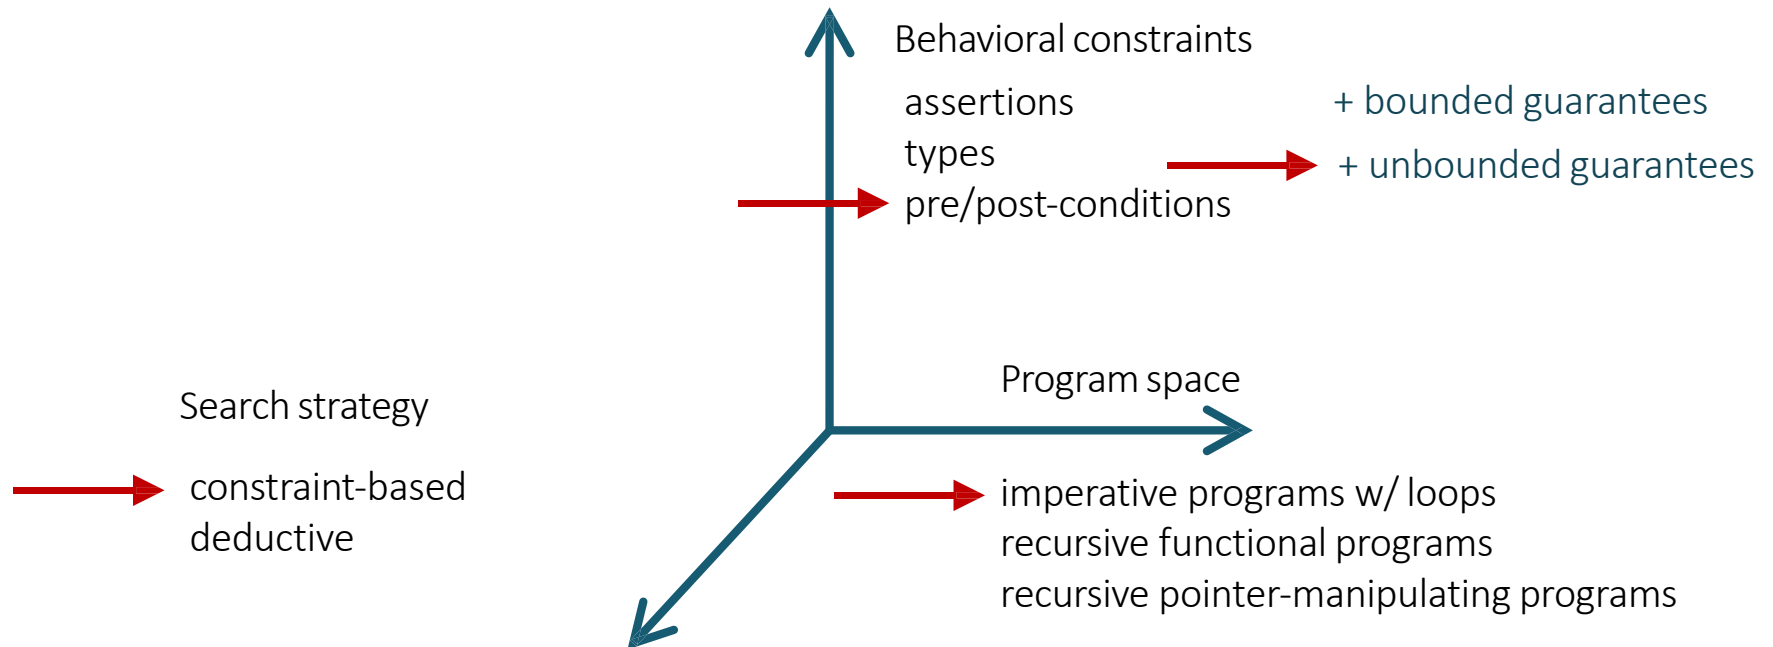 Behavioral constraints
assertions
types
pre/post-conditions
+ bounded guarantees
+ unbounded guarantees
Program space
imperative programs w/ loops
recursive functional programs
recursive pointer-manipulating programs
Search strategy
constraint-based
deductive